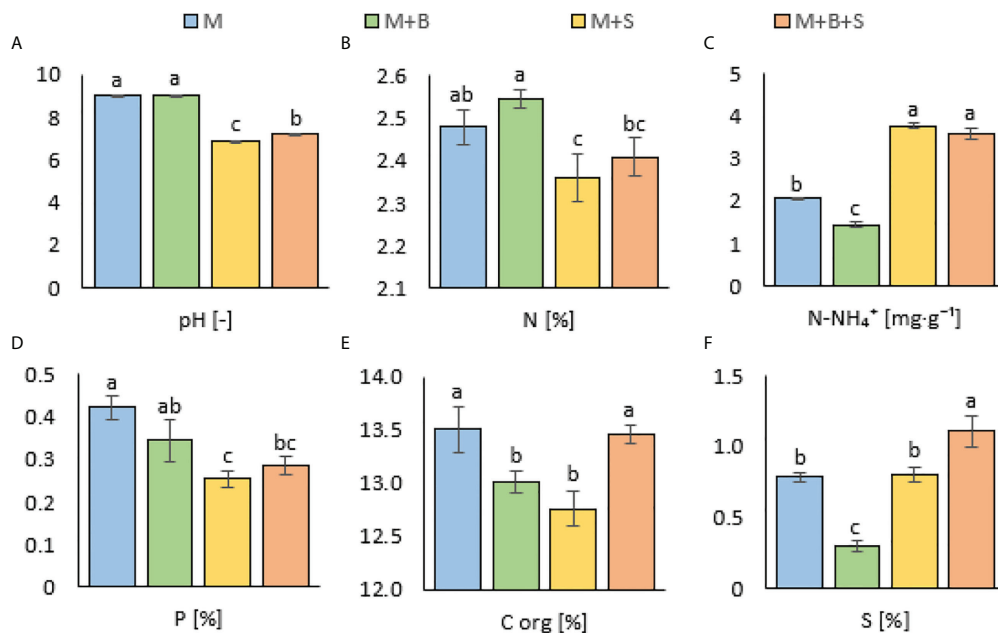 M M+B M+S M+B+S
A B C
10 2.6 5
a a c b
8 2.5 4
6 2.4 3
4 2.3 2
2 2.2 1
0 2.1 0
ab a c bc
b c a a
pH [-] N [%] N-NH₄⁺ [mg·g⁻¹]
D E F
0.5 14.0 1.5
0.4 13.5 1.0
0.3 13.0 0.5
0.2 12.5 0
0.1 12.0
0
a ab c bc
a b b a
b c b a
P [%] C org [%] S [%]